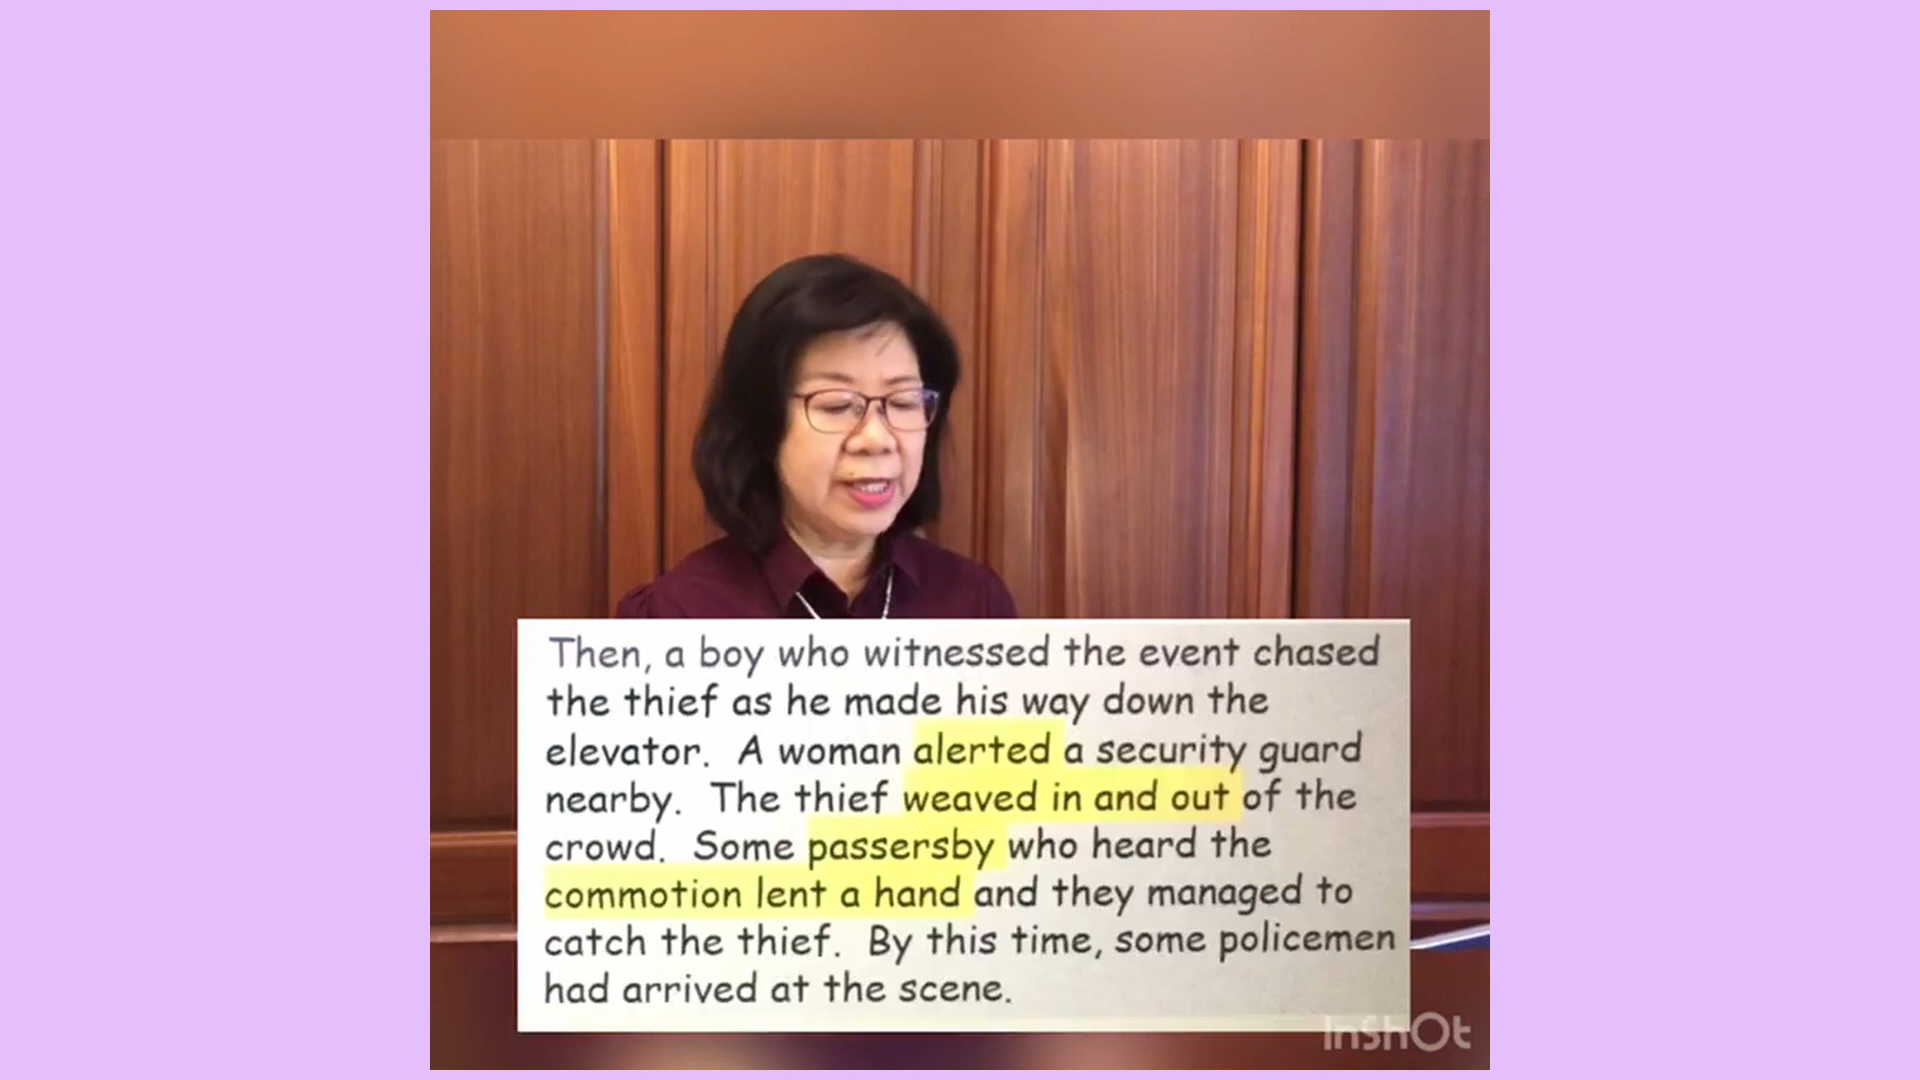 Then, a boy who witnessed the event chased
the thief as he made his way down the
elevator. A woman alerted a security guard
nearby. The thief weaved in and out of the
crowd. Some passersby who heard the
commotion lent a hand and they managed to
catch the thief. By this time, some policemen
had arrived at the scene.
InShOt